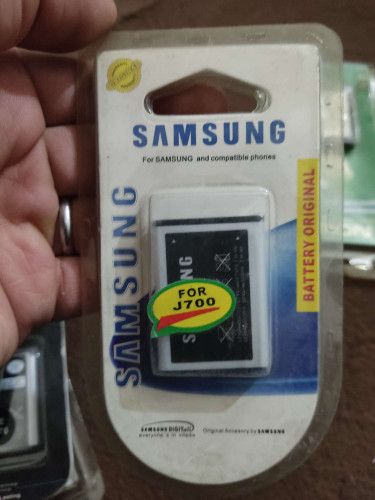 SAMSUNG
For SAMSUNG and compatible phones
SAMSUNG
BATTERY ORIGINAL
SAMSUNG
FOR
J700
SAMSUNG DIGITall
everyone's invited
Original Accessory by SAMSUNG